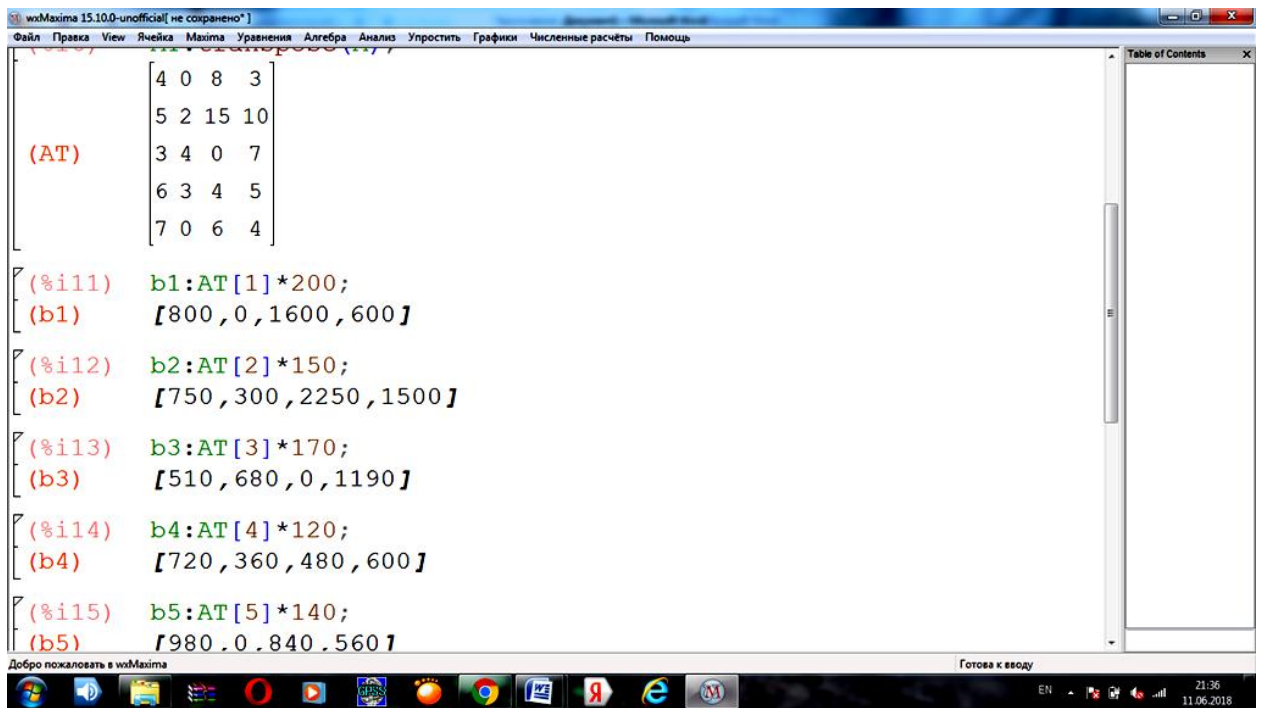 wxMaxima 15.10.0-unofficial[ не сохранено* ]
Файл Правка View Ячейка Maxima Уравнения Алгебра Анализ Упростить Графики Численные расчёты Помощь
Table of Contents
4 0 8 3
5 2 15 10
(AT) 3 4 0 7
6 3 4 5
7 0 6 4
(%i11) b1:AT[1]*200;
(b1) [800,0,1600,600]
(%i12) b2:AT[2]*150;
(b2) [750,300,2250,1500]
(%i13) b3:AT[3]*170;
(b3) [510,680,0,1190]
(%i14) b4:AT[4]*120;
(b4) [720,360,480,600]
(%i15) b5:AT[5]*140;
(b5) [980,0,840,560]
Добро пожаловать в wxMaxima Готова к вводу
GPSS Я EN 21:36
11.06.2018